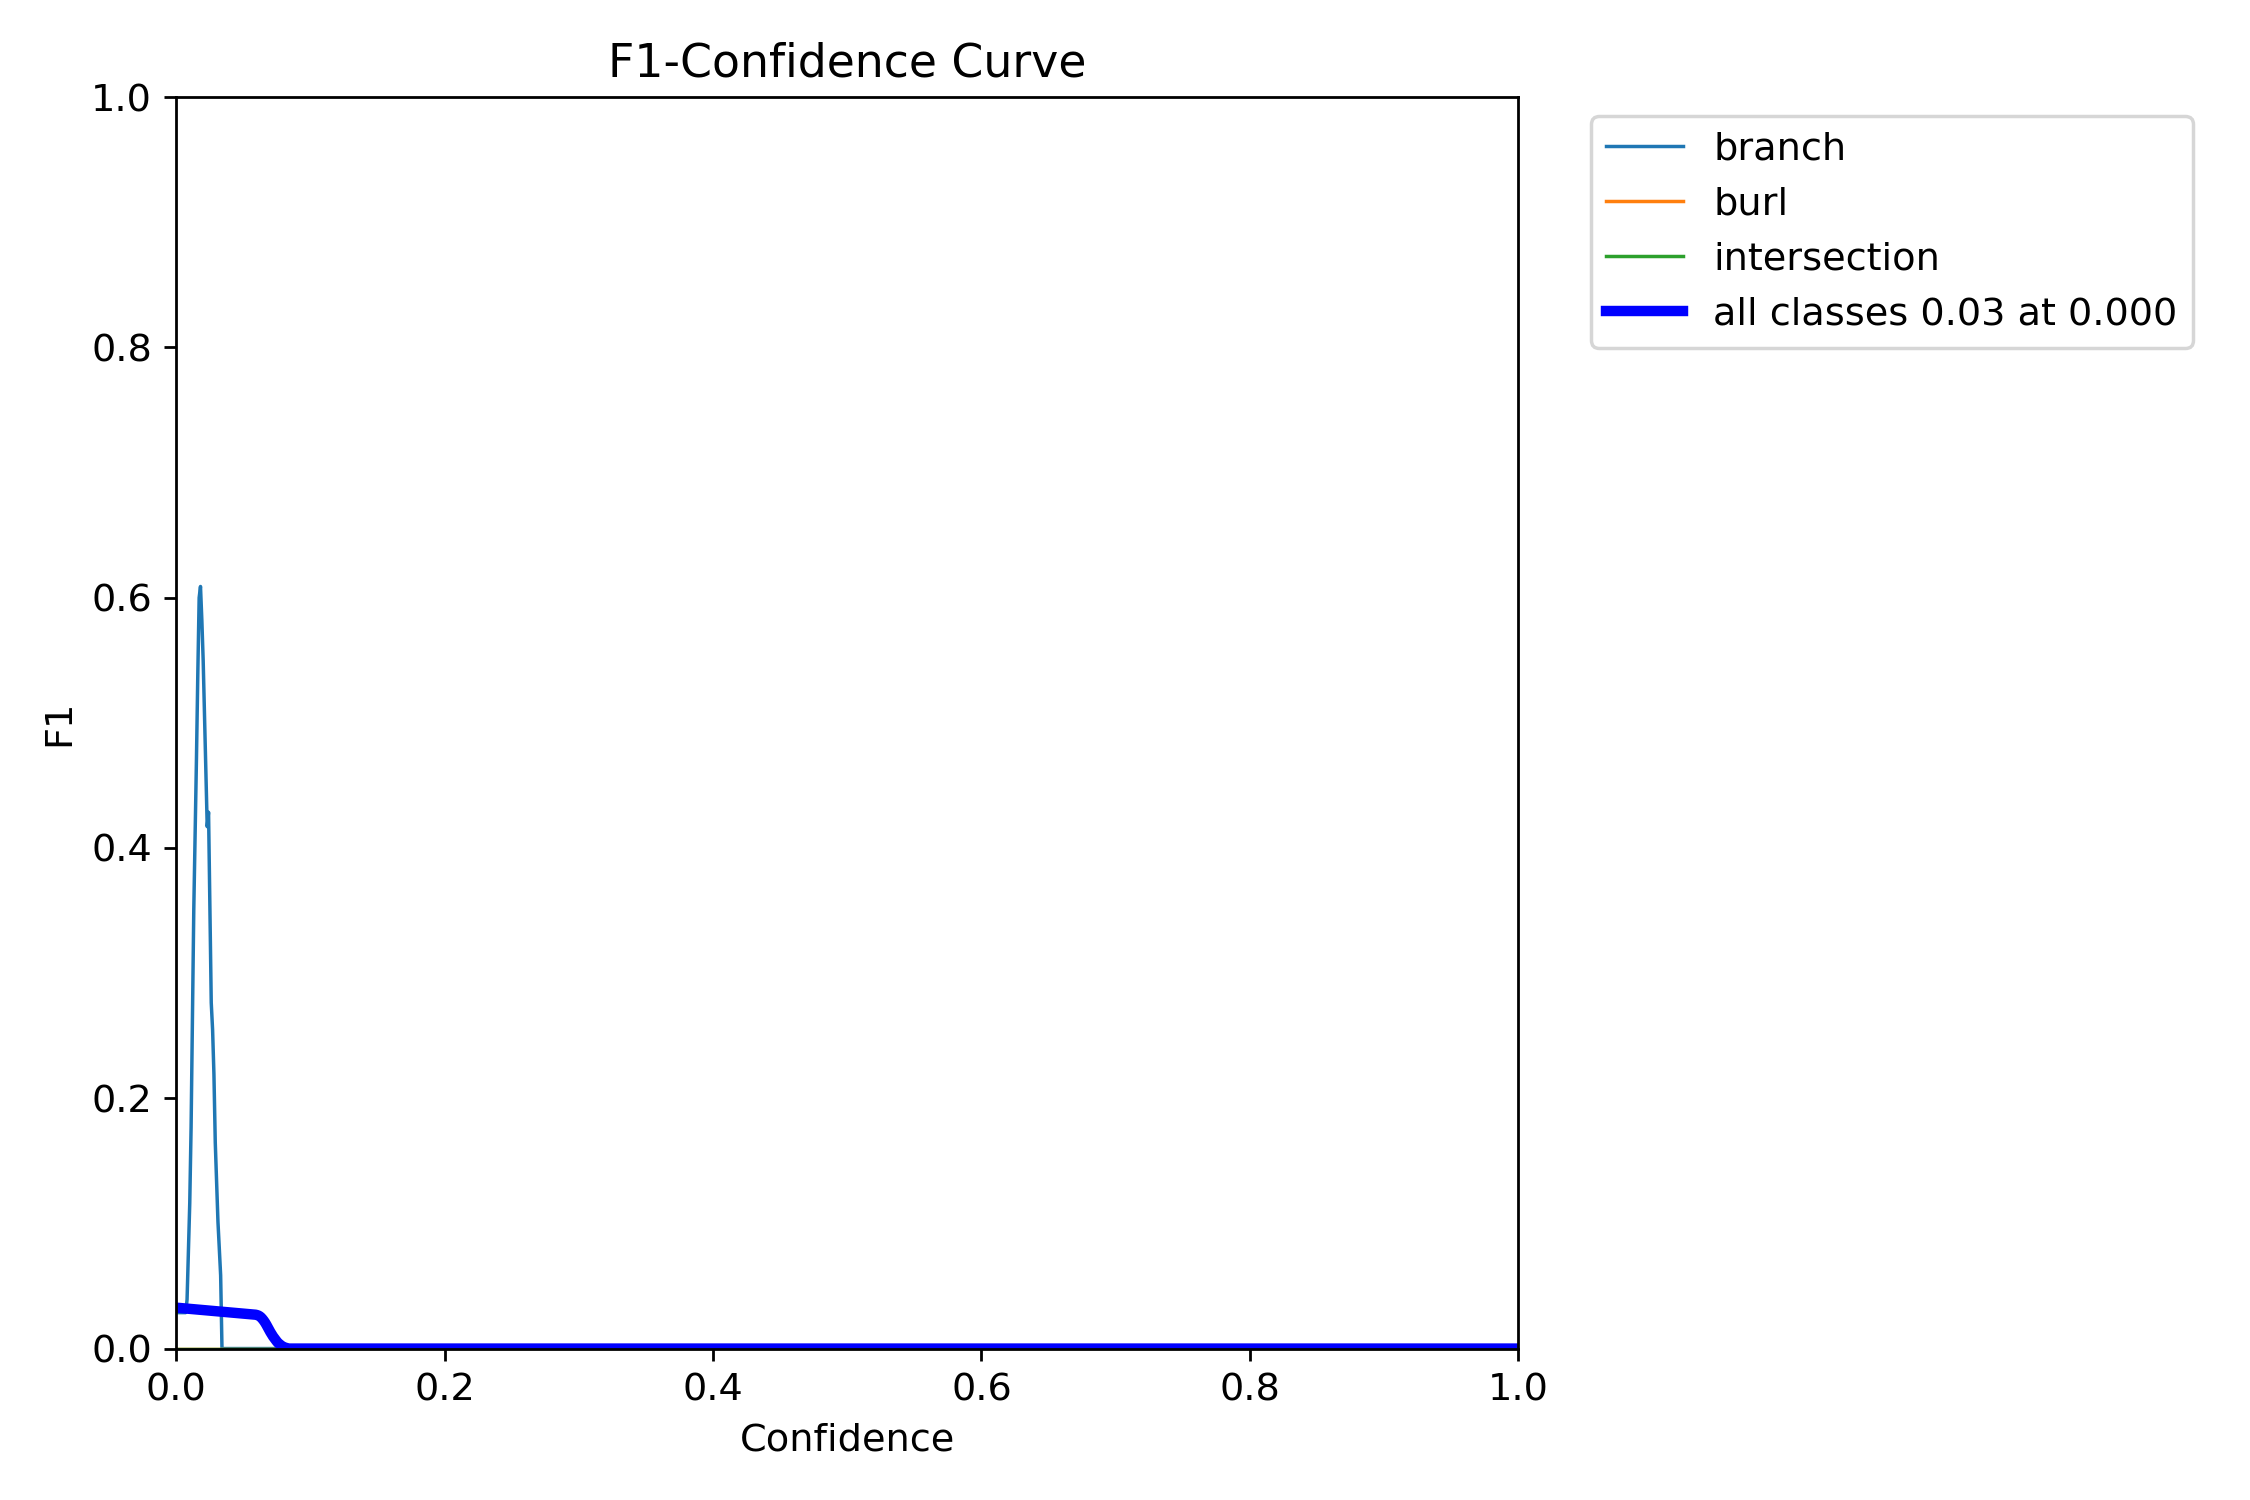 F1-Confidence Curve
1.0
0.8
0.6
0.4
0.2
0.0
F1
0.0 0.2 0.4 0.6 0.8 1.0
Confidence
branch
burl
intersection
all classes 0.03 at 0.000